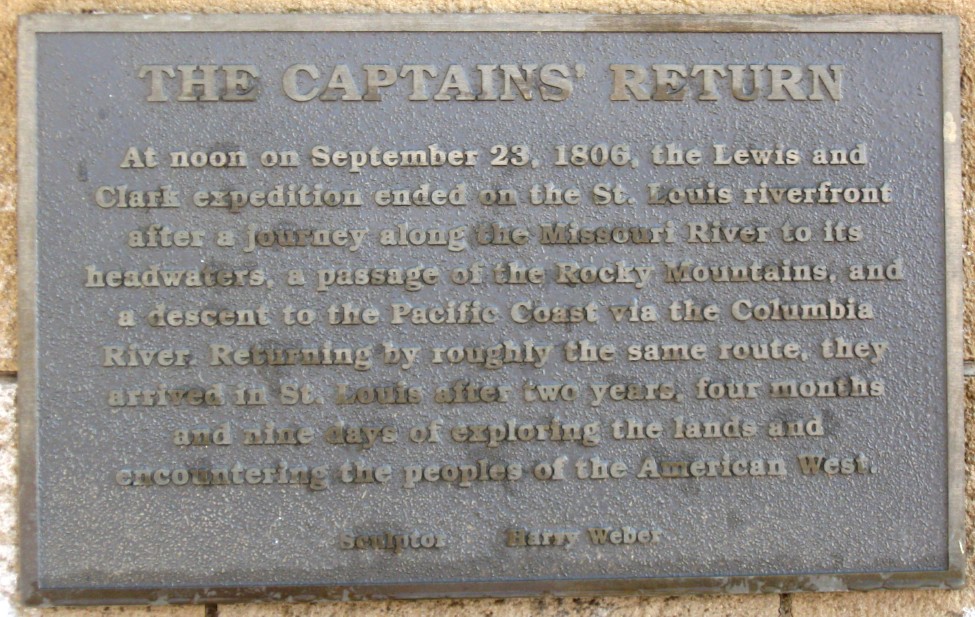 THE CAPTAINS' RETURN
At noon on September 23, 1806, the Lewis and
Clark expedition ended on the St. Louis riverfront
after a journey along the Missouri River to its
headwaters, a passage of the Rocky Mountains, and
a descent to the Pacific Coast via the Columbia
River. Returning by roughly the same route, they
arrived in St. Louis after two years, four months
and nine days of exploring the lands and
encountering the peoples of the American West.
Sculptor Harry Weber